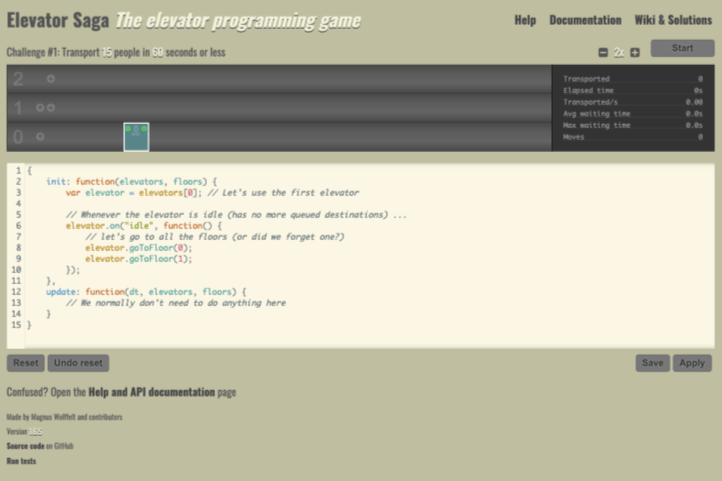 Elevator Saga The elevator programming game
Help Documentation Wiki & Solutions
Challenge #1: Transport 15 people in 60 seconds or less
2x
Start
2
1
0
Transported 0
Elapsed time 0s
Transported/s 0.00
Avg waiting time 0.0s
Max waiting time 0.0s
Moves 0
1 {
2 init: function(elevators, floors) {
3 var elevator = elevators[0]; // Let's use the first elevator
4
5 // Whenever the elevator is idle (has no more queued destinations) ...
6 elevator.on("idle", function() {
7 // let's go to all the floors (or did we forget one?)
8 elevator.goToFloor(0);
9 elevator.goToFloor(1);
10 });
11 },
12 update: function(dt, elevators, floors) {
13 // We normally don't need to do anything here
14 }
15 }
Reset Undo reset
Save Apply
Confused? Open the Help and API documentation page
Made by Magnus Wolffelt and contributors
Version
Source code on GitHub
Run tests